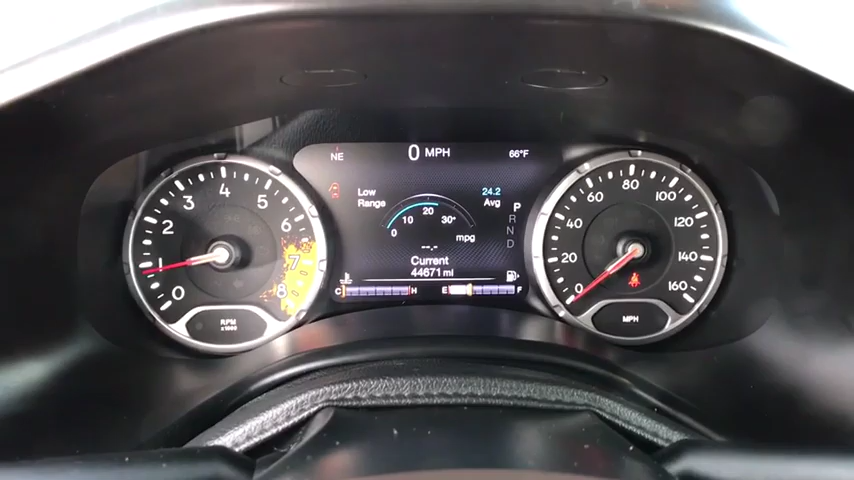 NE
0 MPH
66°F
Low
Range
24.2
Avg
0
10
20
30+
mpg
--.-
Current
44671 mi
P
R
N
D
C
H
E
F
0
1
2
3
4
5
6
7
8
RPM
x1000
0
20
40
60
80
100
120
140
160
MPH